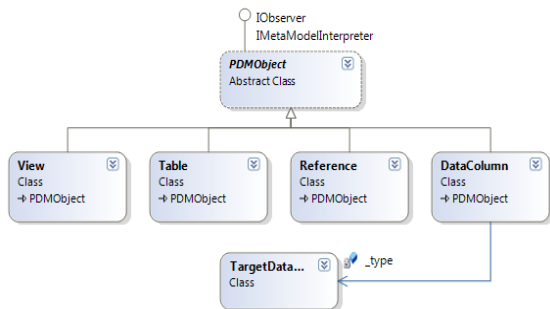 IObserver
IMetaModelInterpreter
PDMObject
Abstract Class
View
Class
PDMObject
Table
Class
PDMObject
Reference
Class
PDMObject
DataColumn
Class
PDMObject
TargetData...
Class
_type